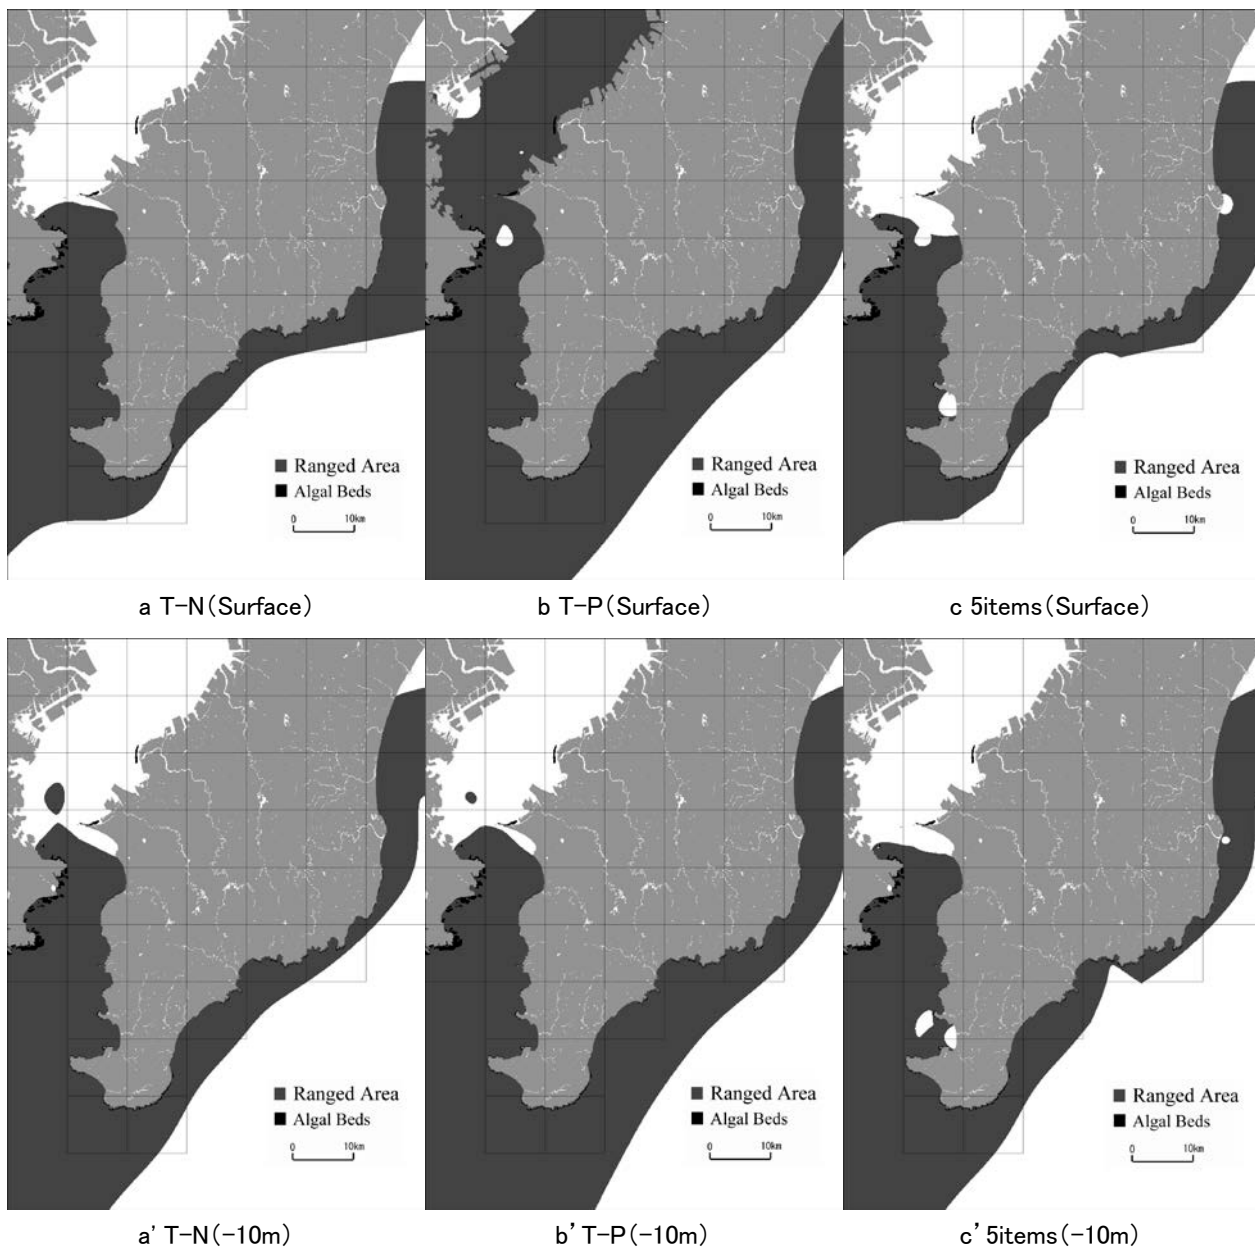 Ranged Area
Algal Beds
0 10km
Ranged Area
Algal Beds
0 10km
Ranged Area
Algal Beds
0 10km
a T-N(Surface)
b T-P(Surface)
c 5items(Surface)
Ranged Area
Algal Beds
0 10km
Ranged Area
Algal Beds
0 10km
Ranged Area
Algal Beds
0 10km
a' T-N(-10m)
b' T-P(-10m)
c' 5items(-10m)